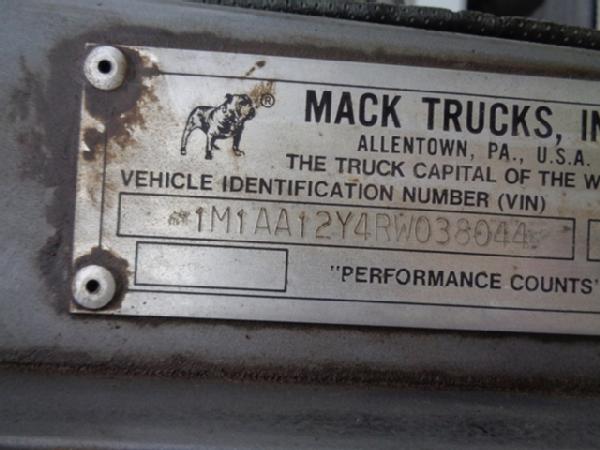 ®
MACK TRUCKS, IN
ALLENTOWN, PA., U.S.A.
THE TRUCK CAPITAL OF THE W
VEHICLE IDENTIFICATION NUMBER (VIN)
1M1AA12Y4RW038044
"PERFORMANCE COUNTS"